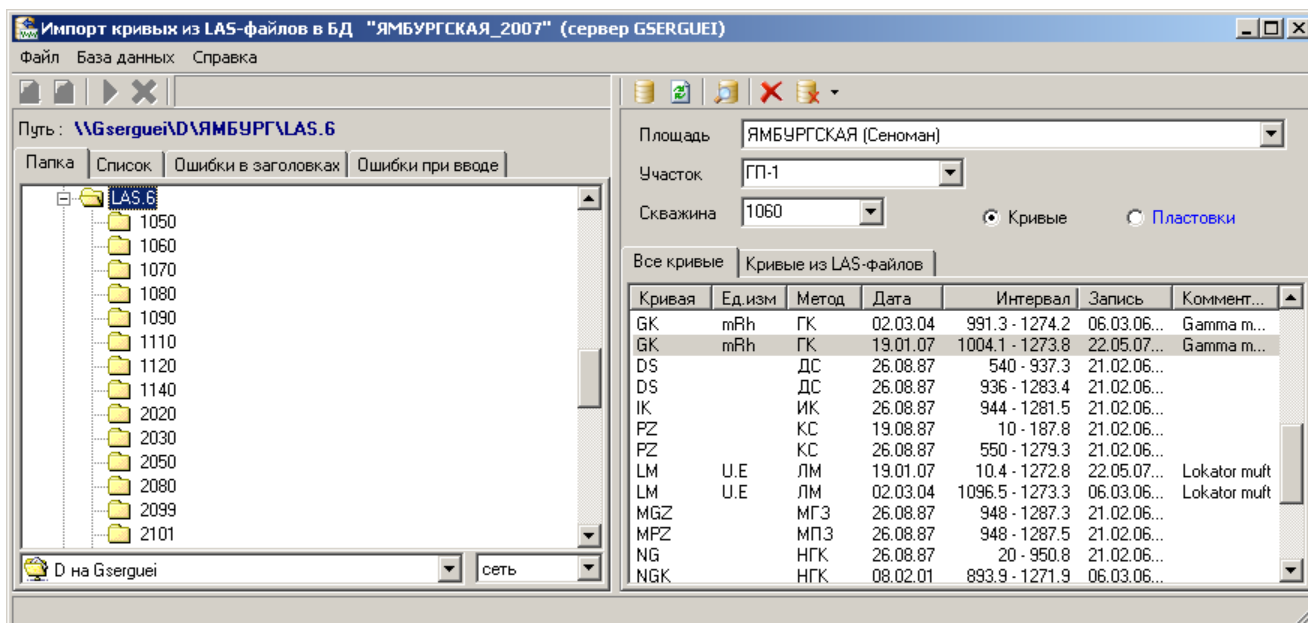 Импорт кривых из LAS-файлов в БД "ЯМБУРГСКАЯ_2007" (сервер GSERGUEI)
Файл База данных Справка
Путь: \\Gserguei\D\ЯМБУРГ\LAS.6
Папка Список Ошибки в заголовках Ошибки при вводе
LAS.6
1050
1060
1070
1080
1090
1110
1120
1140
2020
2030
2050
2080
2099
2101
D на Gserguei сеть
Площадь ЯМБУРГСКАЯ (Сеноман)
Участок ГП-1
Скважина 1060 Кривые Пластовки
Все кривые Кривые из LAS-файлов
Кривая Ед.изм Метод Дата Интервал Запись Коммент...
GK mRh ГК 02.03.04 991.3 - 1274.2 06.03.06... Gamma m...
GK mRh ГК 19.01.07 1004.1 - 1273.8 22.05.07... Gamma m...
DS ДС 26.08.87 540 - 937.3 21.02.06...
DS ДС 26.08.87 936 - 1283.4 21.02.06...
IK ИК 26.08.87 944 - 1281.5 21.02.06...
PZ КС 19.08.87 10 - 187.8 21.02.06...
PZ КС 26.08.87 550 - 1279.3 21.02.06...
LM U.E ЛМ 19.01.07 10.4 - 1272.8 22.05.07... Lokator muft
LM U.E ЛМ 02.03.04 1096.5 - 1273.3 06.03.06... Lokator muft
MGZ МГЗ 26.08.87 948 - 1287.3 21.02.06...
MPZ МПЗ 26.08.87 948 - 1287.5 21.02.06...
NG НГК 26.08.87 20 - 950.8 21.02.06...
NGK НГК 08.02.01 893.9 - 1271.9 06.03.06...